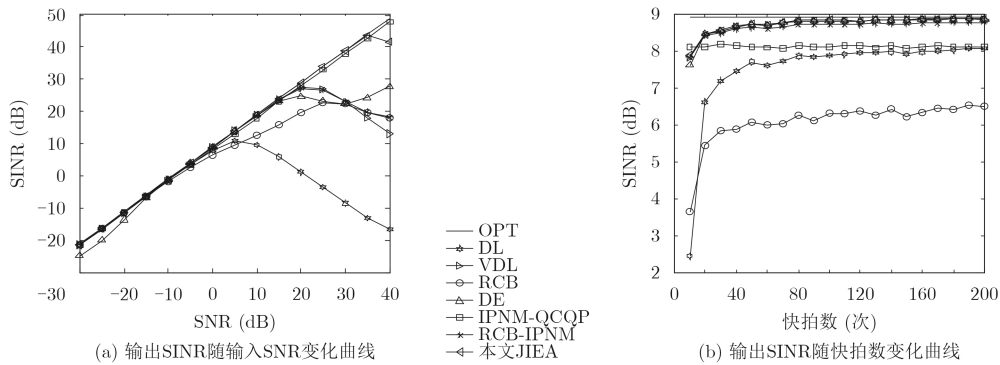 50
40
30
20
10
0
−10
−20
−30
SINR (dB)
−20
−10
0
10
20
30
40
SNR (dB)
(a) 输出SINR随输入SNR变化曲线
OPT
DL
VDL
RCB
DE
IPNM-QCQP
RCB-IPNM
本文JIEA
9
8
7
6
5
4
3
2
SINR (dB)
0
40
80
120
160
200
快拍数 (次)
(b) 输出SINR随快拍数变化曲线